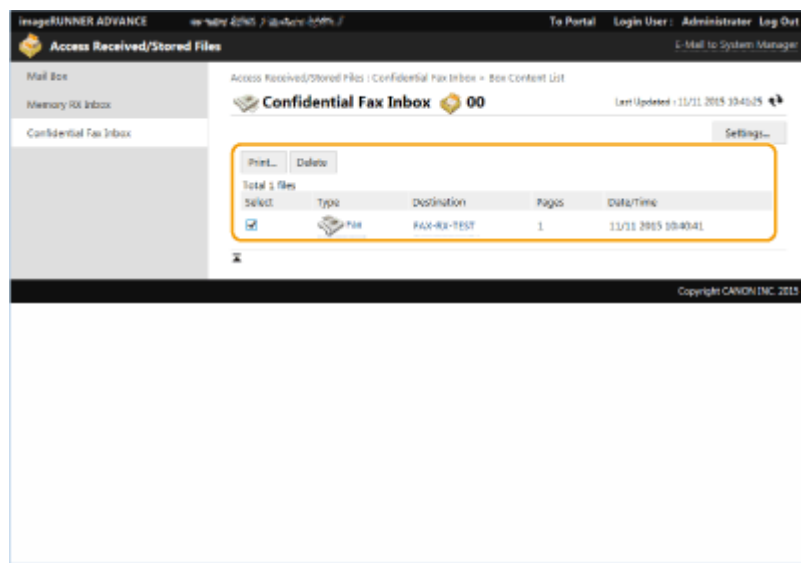 imageRUNNER ADVANCE To Portal Login User : Administrator Log Out
Access Received/Stored Files E-Mail to System Manager
Mail Box
Memory RX Inbox
Confidential Fax Inbox
Access Received/Stored Files : Confidential Fax Inbox > Box Content List
Confidential Fax Inbox 00 Last Updated : 11/11 2015 10:41:25
Settings...
Print... Delete
Total 1 files
Select Type Destination Pages Date/Time
Fax FAX-RX-TEST 1 11/11 2015 10:40:41
Copyright CANON INC. 2015